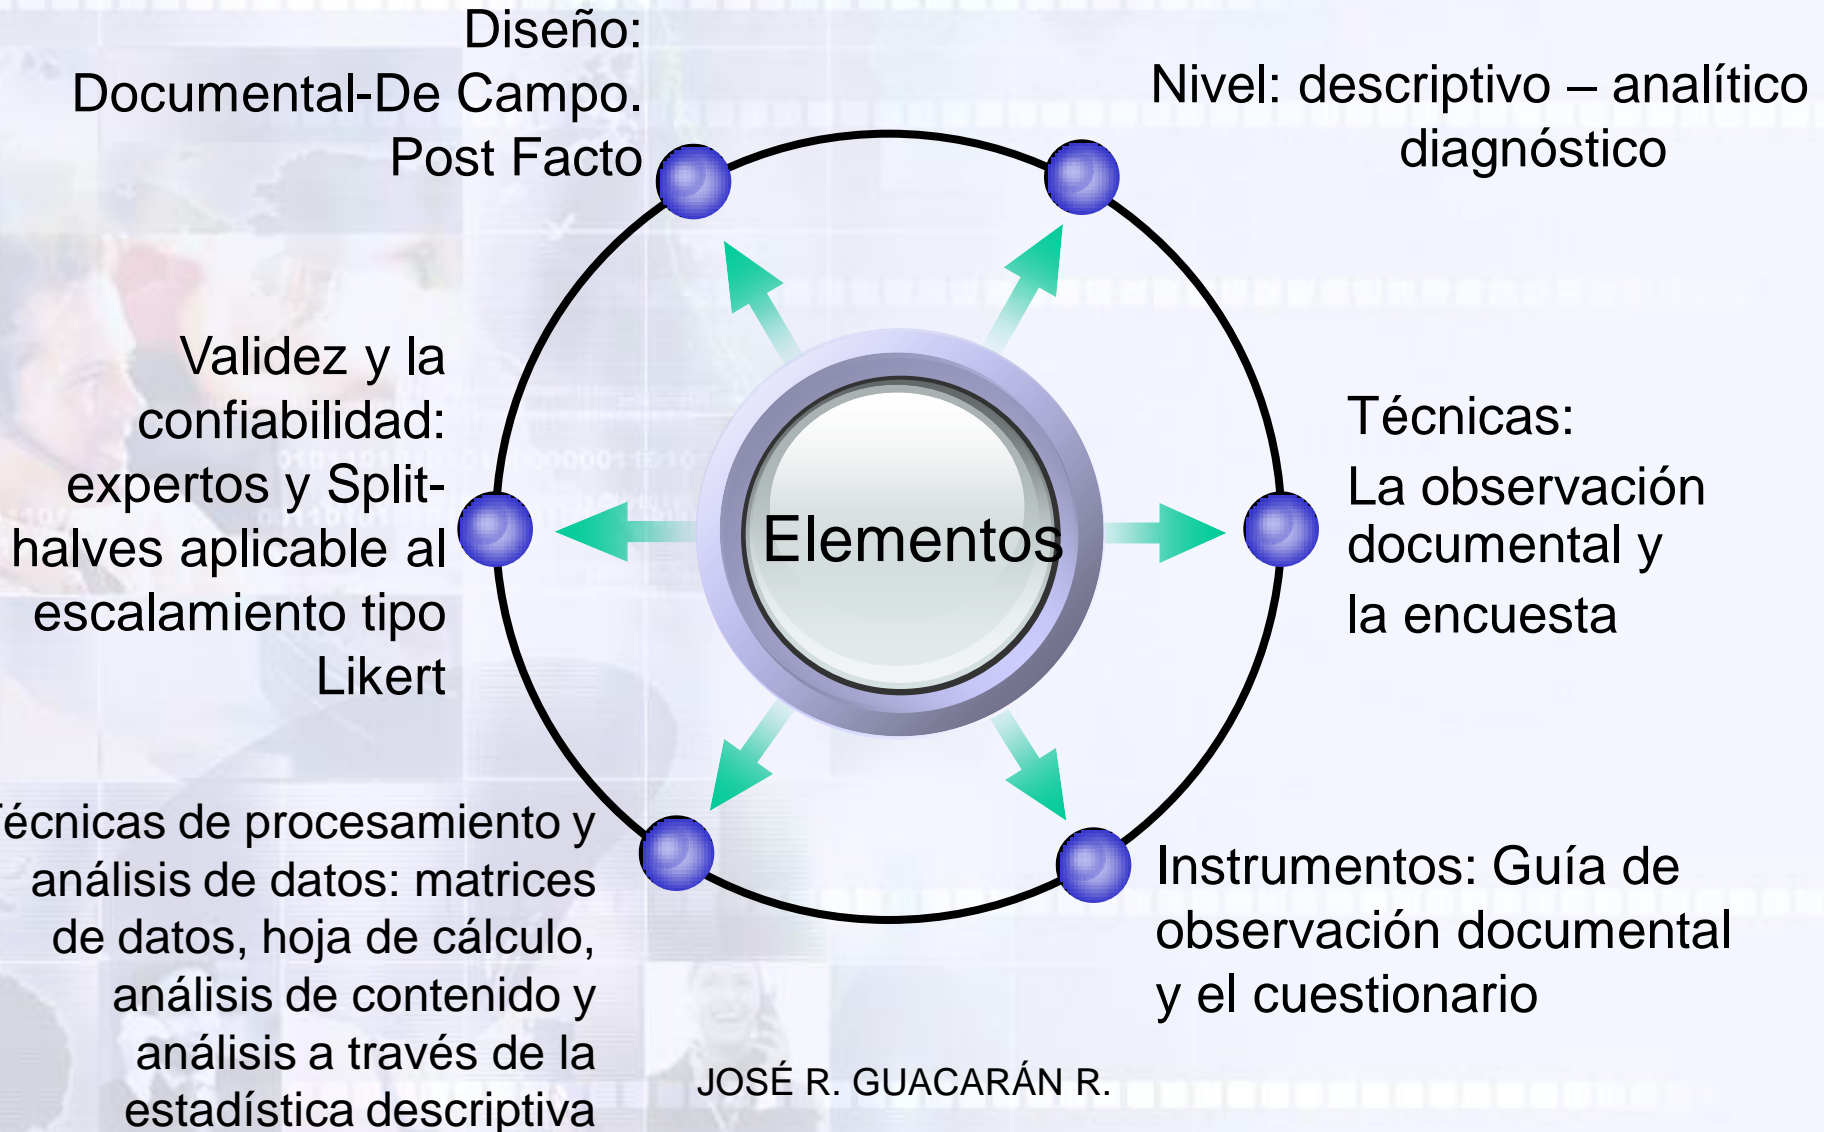 Diseño:
Documental-De Campo.
Post Facto
Nivel: descriptivo – analítico
diagnóstico
Validez y la
confiabilidad:
expertos y Split-
halves aplicable al
escalamiento tipo
Likert
Elementos
Técnicas:
La observación
documental y
la encuesta
Técnicas de procesamiento y
análisis de datos: matrices
de datos, hoja de cálculo,
análisis de contenido y
análisis a través de la
estadística descriptiva
Instrumentos: Guía de
observación documental
y el cuestionario
JOSÉ R. GUACARÁN R.